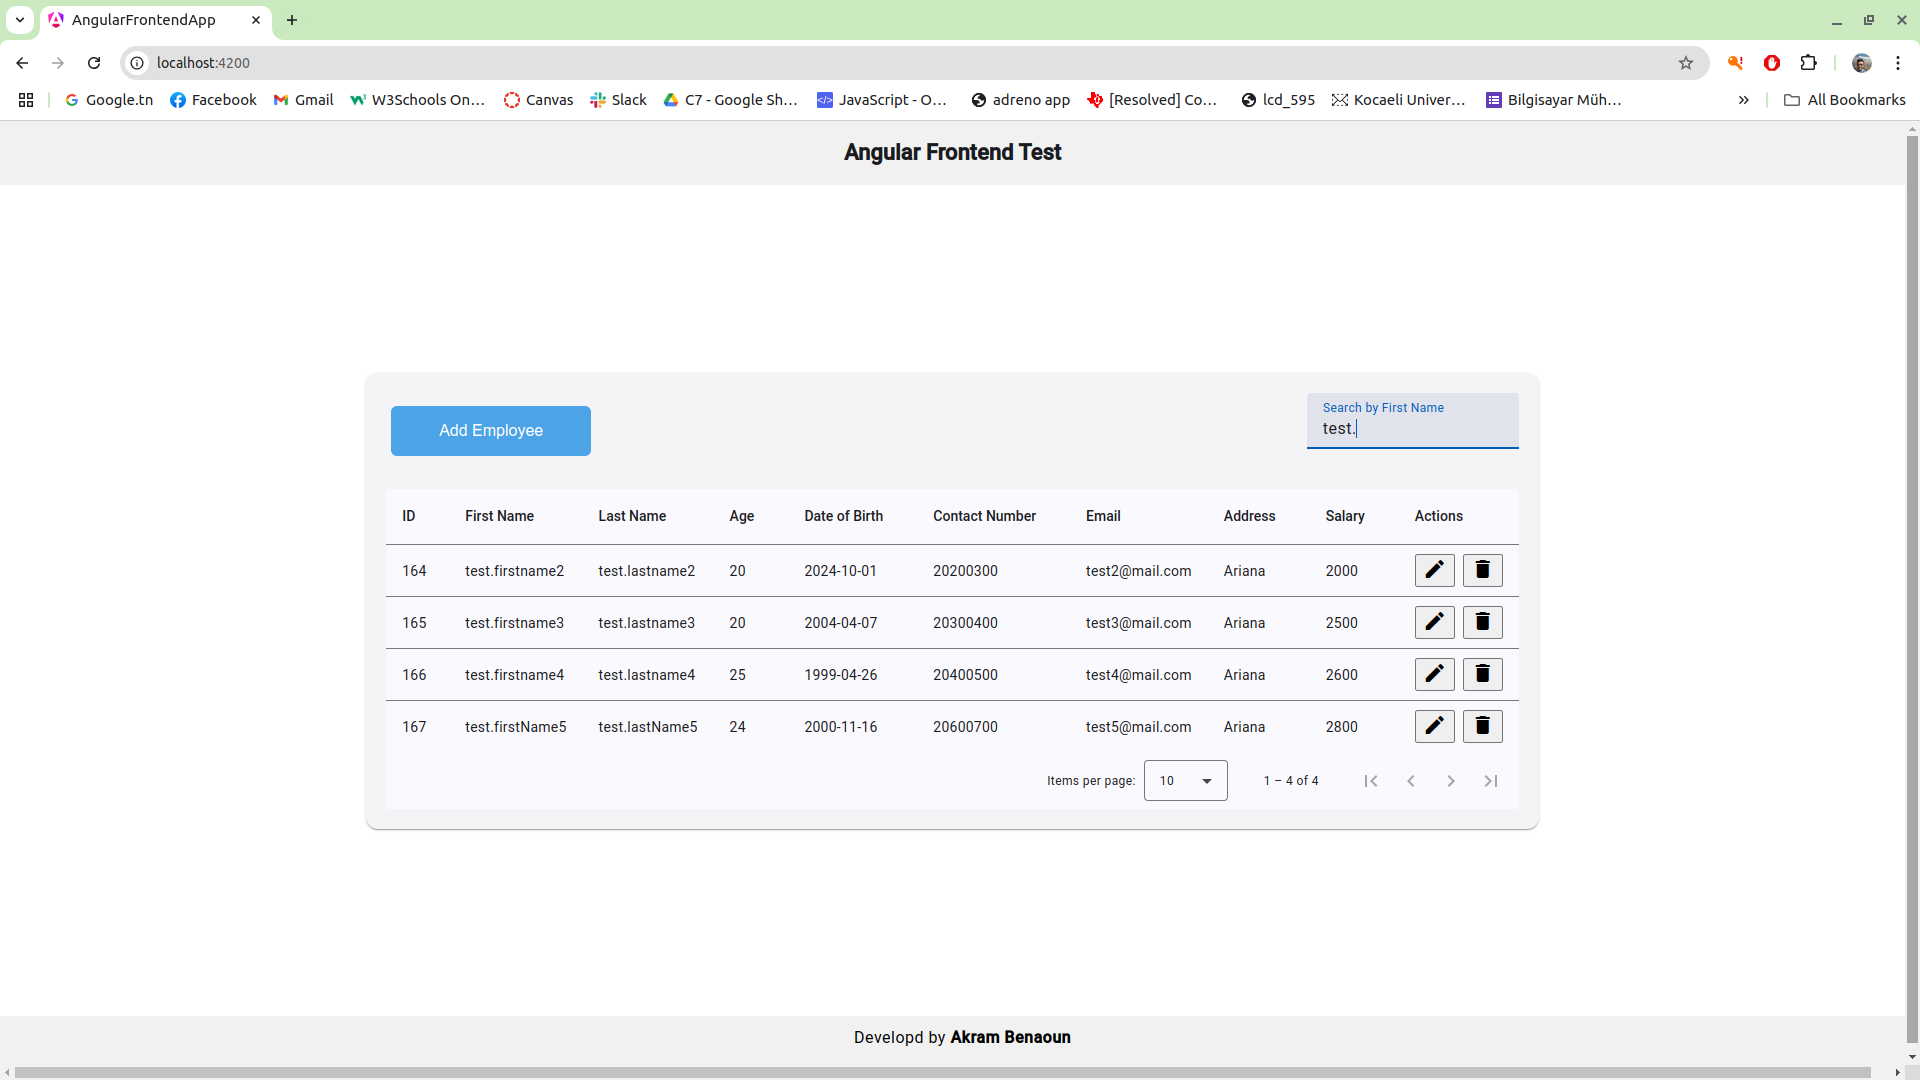 AngularFrontendApp
localhost:4200
Google.tn Facebook Gmail W3Schools On... Canvas Slack C7 - Google Sh... JavaScript - O... adreno app [Resolved] Co... lcd_595 Kocaeli Univer... Bilgisayar Müh... All Bookmarks
Angular Frontend Test
Add Employee
Search by First Name
test.
ID First Name Last Name Age Date of Birth Contact Number Email Address Salary Actions
164 test.firstname2 test.lastname2 20 2024-10-01 20200300 test2@mail.com Ariana 2000
165 test.firstname3 test.lastname3 20 2004-04-07 20300400 test3@mail.com Ariana 2500
166 test.firstname4 test.lastname4 25 1999-04-26 20400500 test4@mail.com Ariana 2600
167 test.firstName5 test.lastName5 24 2000-11-16 20600700 test5@mail.com Ariana 2800
Items per page: 10 1 – 4 of 4
Developd by Akram Benaoun